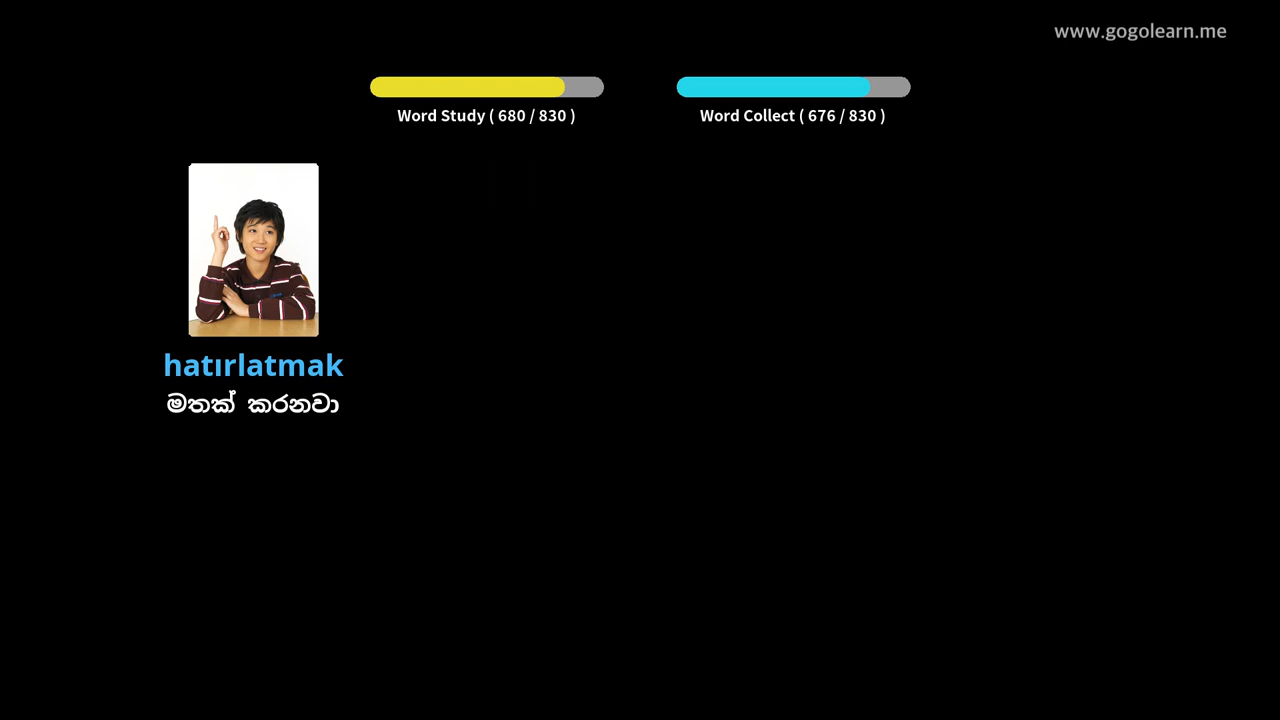 www.gogolearn.me
Word Study ( 680 / 830 )
Word Collect ( 676 / 830 )
hatırlatmak
මතක් කරනවා